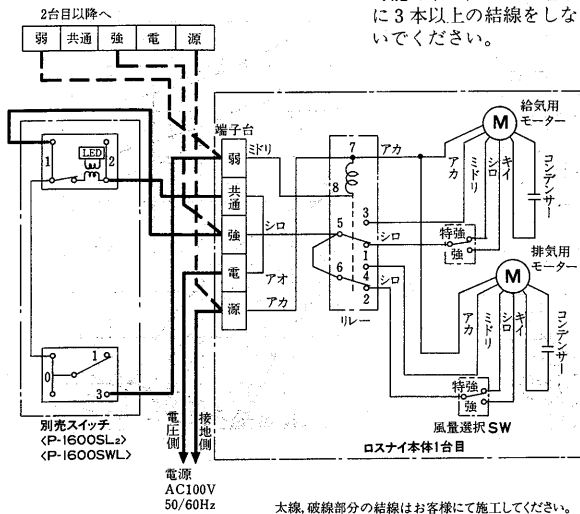 に3本以上の結線をしな
いでください。
2台目以降へ
弱 共通 強 電 源
端子台
弱
共通
強
電
源
ミドリ
シロ
アオ
アカ
LED
1
2
0
1
3
別売スイッチ
〈P-1600SL₂〉
〈P-1600SWL〉
電圧側
接地側
電源
AC100V
50/60Hz
7
8
アカ
3
5
シロ
1
6
4
シロ
2
リレー
M
給気用
モーター
アカ
ミドリ
シロ
キイ
コンデンサー
特強
強
M
排気用
モーター
アカ
ミドリ
シロ
キイ
コンデンサー
特強
強
風量選択SW
ロスナイ本体1台目
太線,破線部分の結線はお客様にて施工してください。